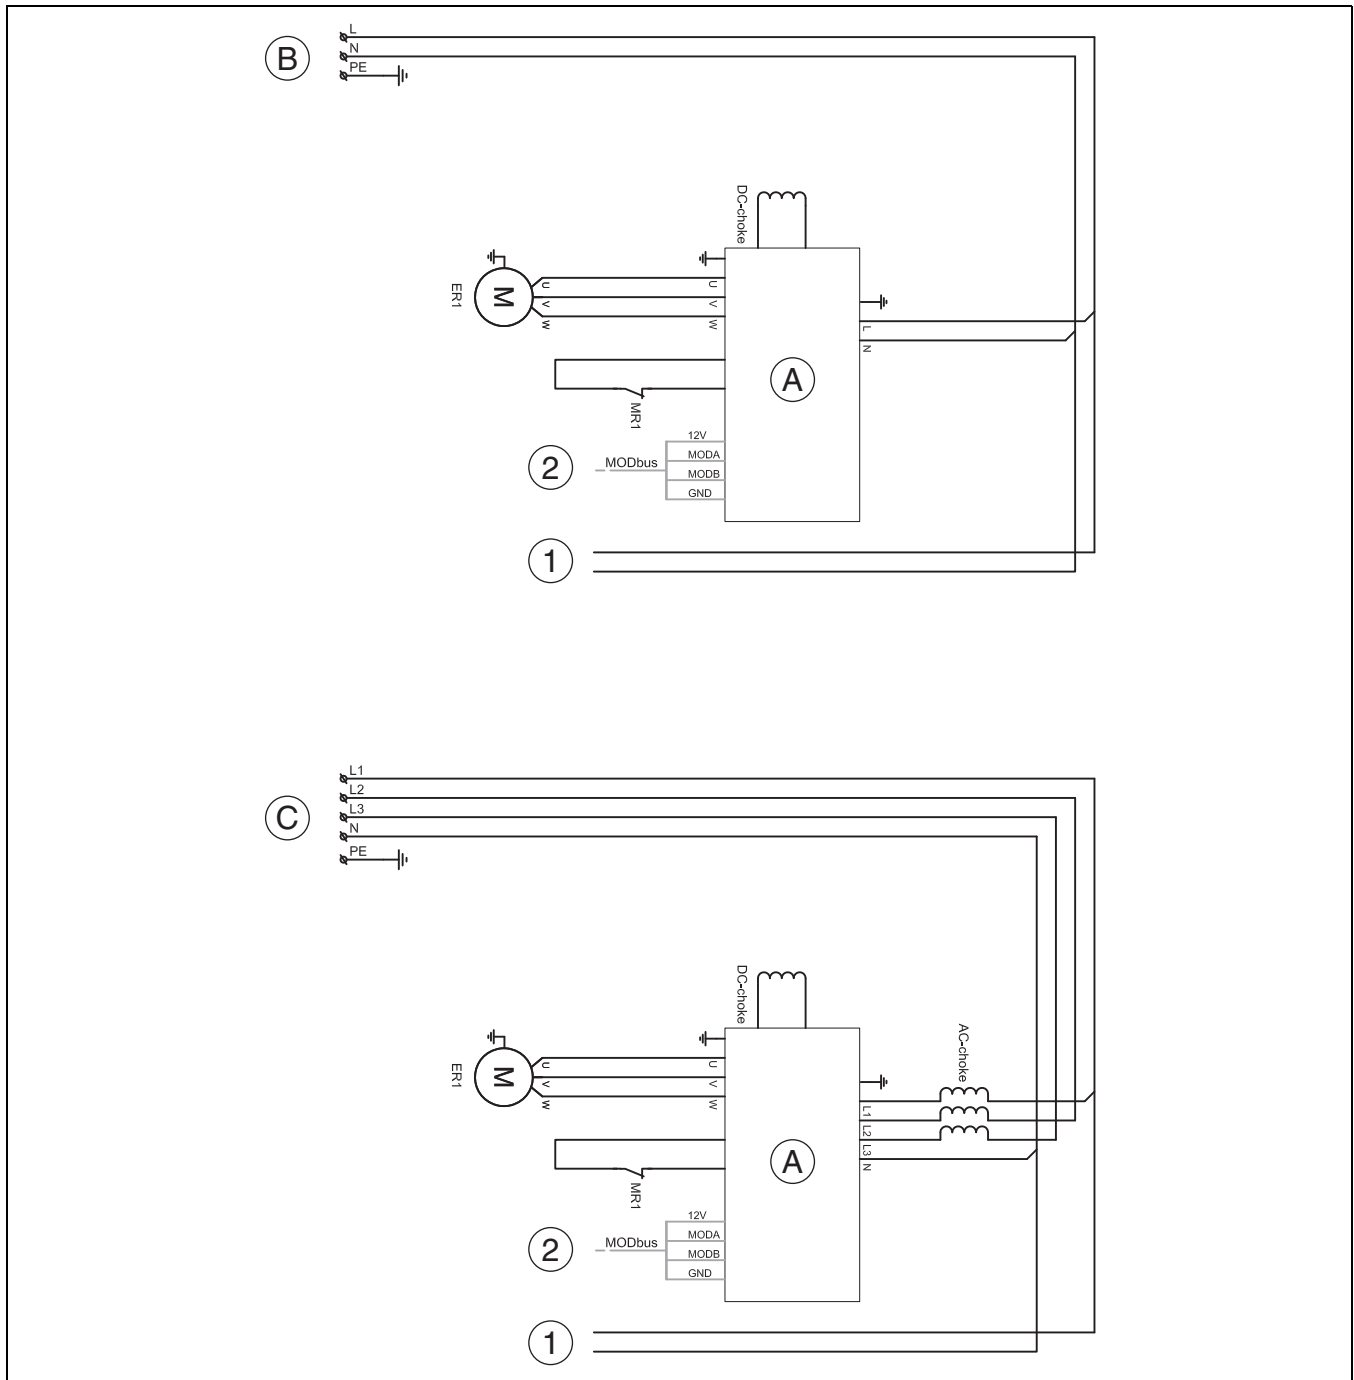 L
B
N
PE
DC-choke
M
ER1
U
V
W
U
V
W
L
N
A
MR1
2
MODbus
12V
MODA
MODB
GND
1
L1
L2
C
L3
N
PE
DC-choke
AC-choke
M
ER1
U
V
W
U
V
W
L1
L2
L3
N
A
MR1
2
MODbus
12V
MODA
MODB
GND
1